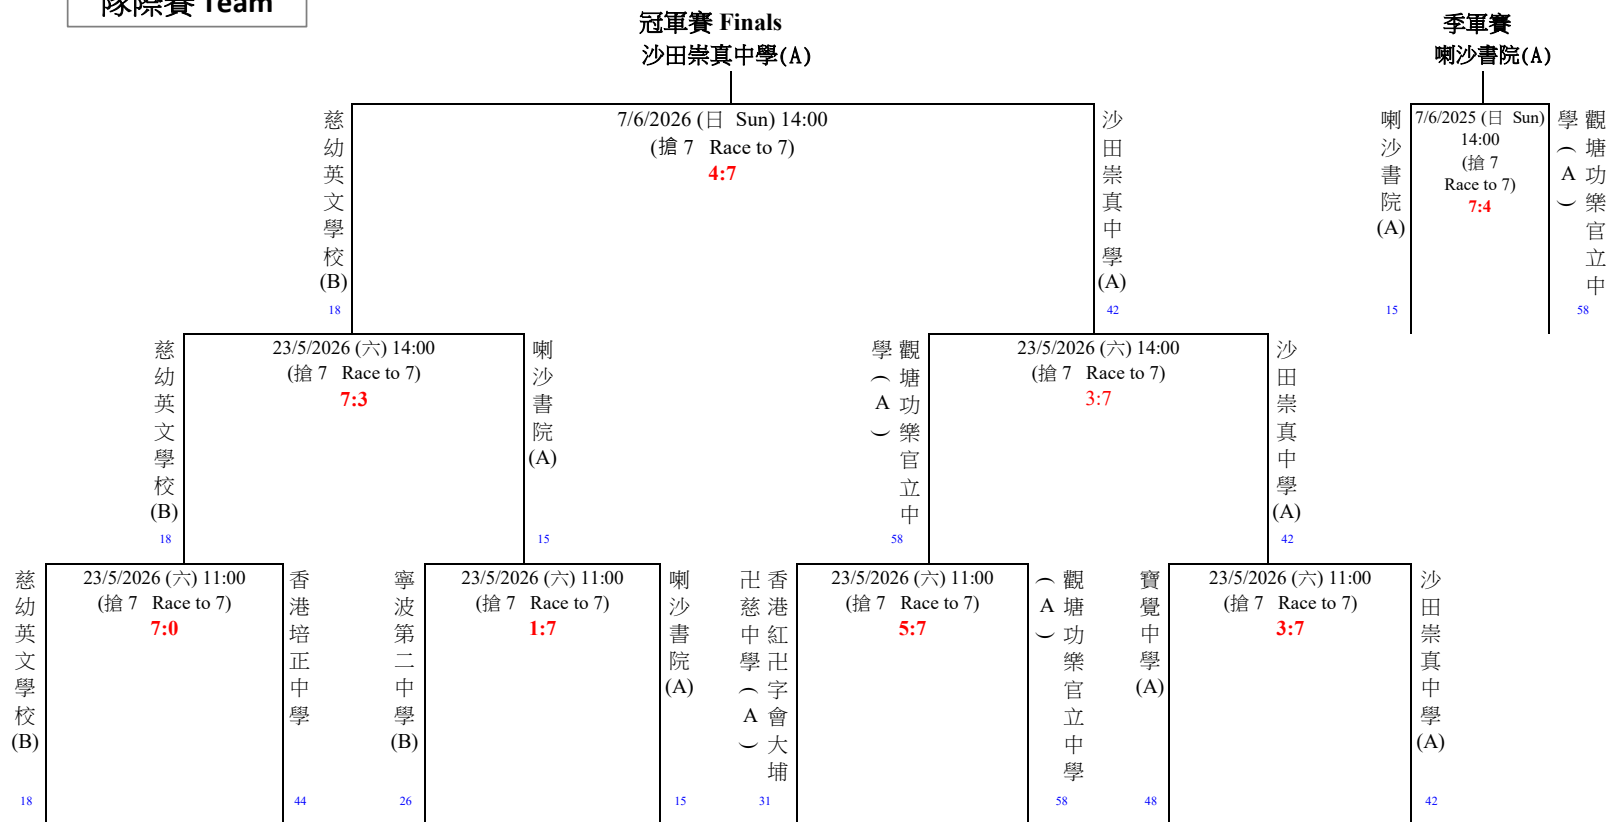 隊際賽 Team
冠軍賽 Finals
沙田崇真中學(A)
季軍賽
喇沙書院(A)
慈幼英文學校(B)
18
7/6/2026 (日 Sun) 14:00
(搶 7 Race to 7)
4:7
沙田崇真中學(A)
42
喇沙書院(A)
15
7/6/2025 (日 Sun)
14:00
(搶 7
Race to 7)
7:4
觀塘功樂官立中
學(A)
58
慈幼英文學校(B)
18
23/5/2026 (六) 14:00
(搶 7 Race to 7)
7:3
喇沙書院(A)
15
觀塘功樂官立中
學(A)
58
23/5/2026 (六) 14:00
(搶 7 Race to 7)
3:7
沙田崇真中學(A)
42
慈幼英文學校(B)
18
23/5/2026 (六) 11:00
(搶 7 Race to 7)
7:0
香港培正中學
44
寧波第二中學(B)
26
23/5/2026 (六) 11:00
(搶 7 Race to 7)
1:7
喇沙書院(A)
15
香港紅卍字會大埔
卍慈中學(A)
31
23/5/2026 (六) 11:00
(搶 7 Race to 7)
5:7
觀塘功樂官立中學
(A)
58
寶覺中學(A)
48
23/5/2026 (六) 11:00
(搶 7 Race to 7)
3:7
沙田崇真中學(A)
42